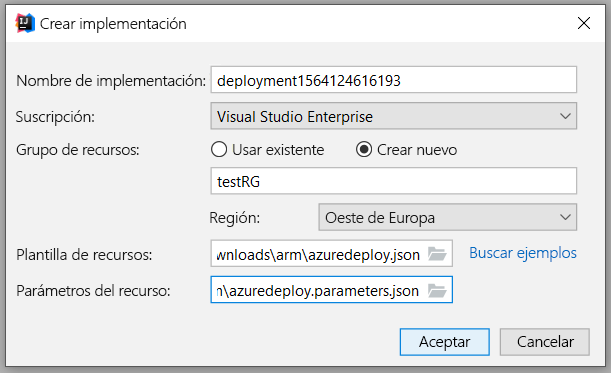 Crear implementación
Nombre de implementación: deployment1564124616193
Suscripción: Visual Studio Enterprise
Grupo de recursos: Usar existente Crear nuevo
testRG
Región: Oeste de Europa
Plantilla de recursos: wnloads\arm\azuredeploy.json Buscar ejemplos
Parámetros del recurso: n\azuredeploy.parameters.json
Aceptar Cancelar